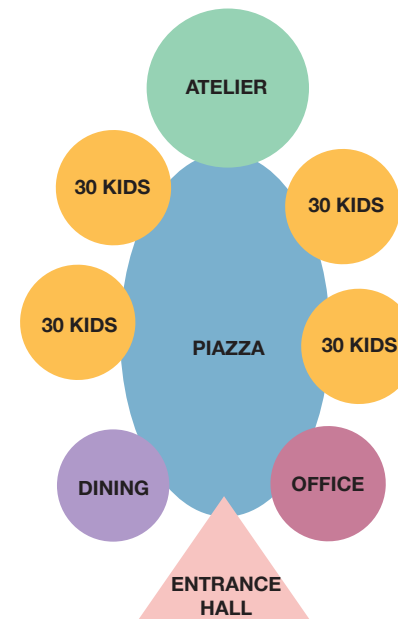 ATELIER
30 KIDS
30 KIDS
30 KIDS
30 KIDS
PIAZZA
DINING
OFFICE
ENTRANCE
HALL